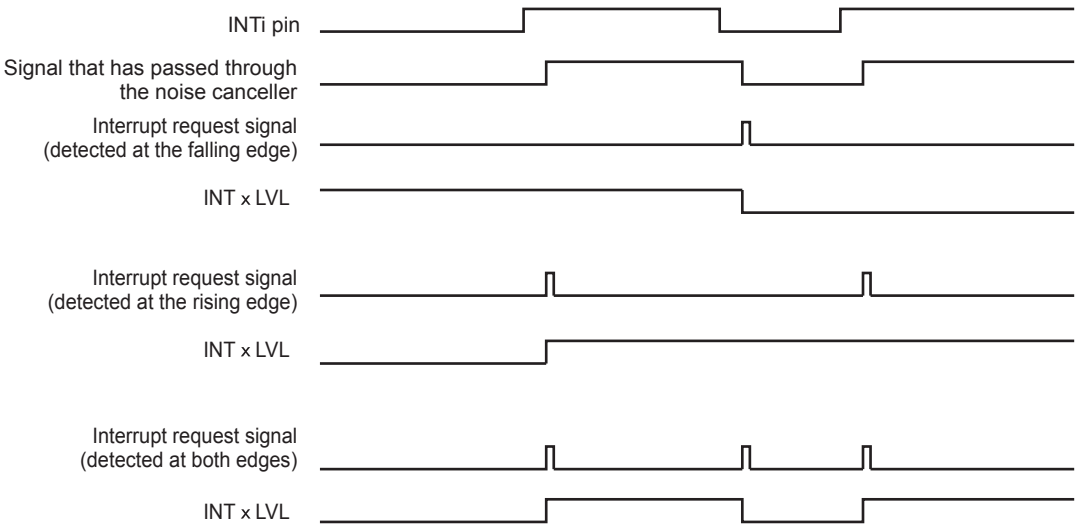 INTi pin
Signal that has passed through
the noise canceller
Interrupt request signal
(detected at the falling edge)
INT x LVL
Interrupt request signal
(detected at the rising edge)
INT x LVL
Interrupt request signal
(detected at both edges)
INT x LVL